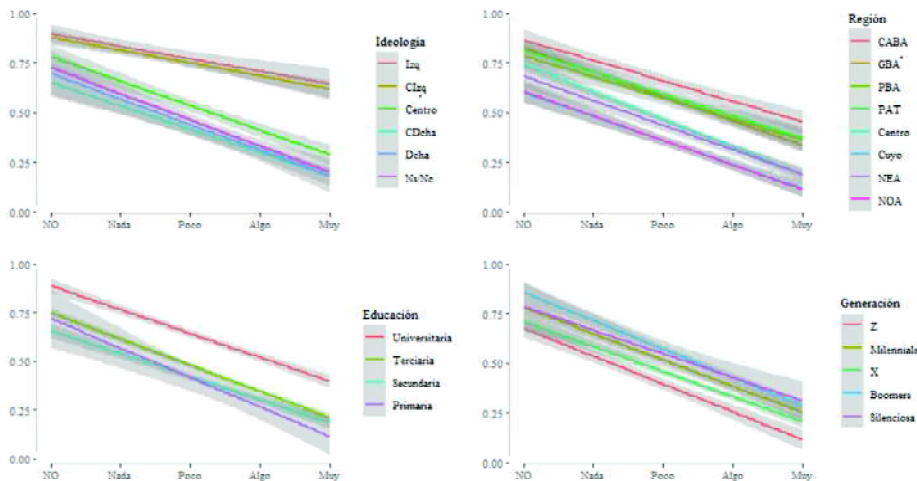 1.00
0.75
0.50
0.25
0.00
NO Nada Poco Algo Muy
Ideología
Izq
CIzq
Centro
CDcha
Dcha
Ns/Nc
1.00
0.75
0.50
0.25
0.00
NO Nada Poco Algo Muy
Región
CABA
GBA*
PBA
PAT
Centro
Cuyo
NEA
NOA
1.00
0.75
0.50
0.25
0.00
NO Nada Poco Algo Muy
Educación
Universitaria
Terciaria
Secundaria
Primaria
1.00
0.75
0.50
0.25
0.00
NO Nada Poco Algo Muy
Generación
Z
Milennials
X
Boomers
Silenciosa